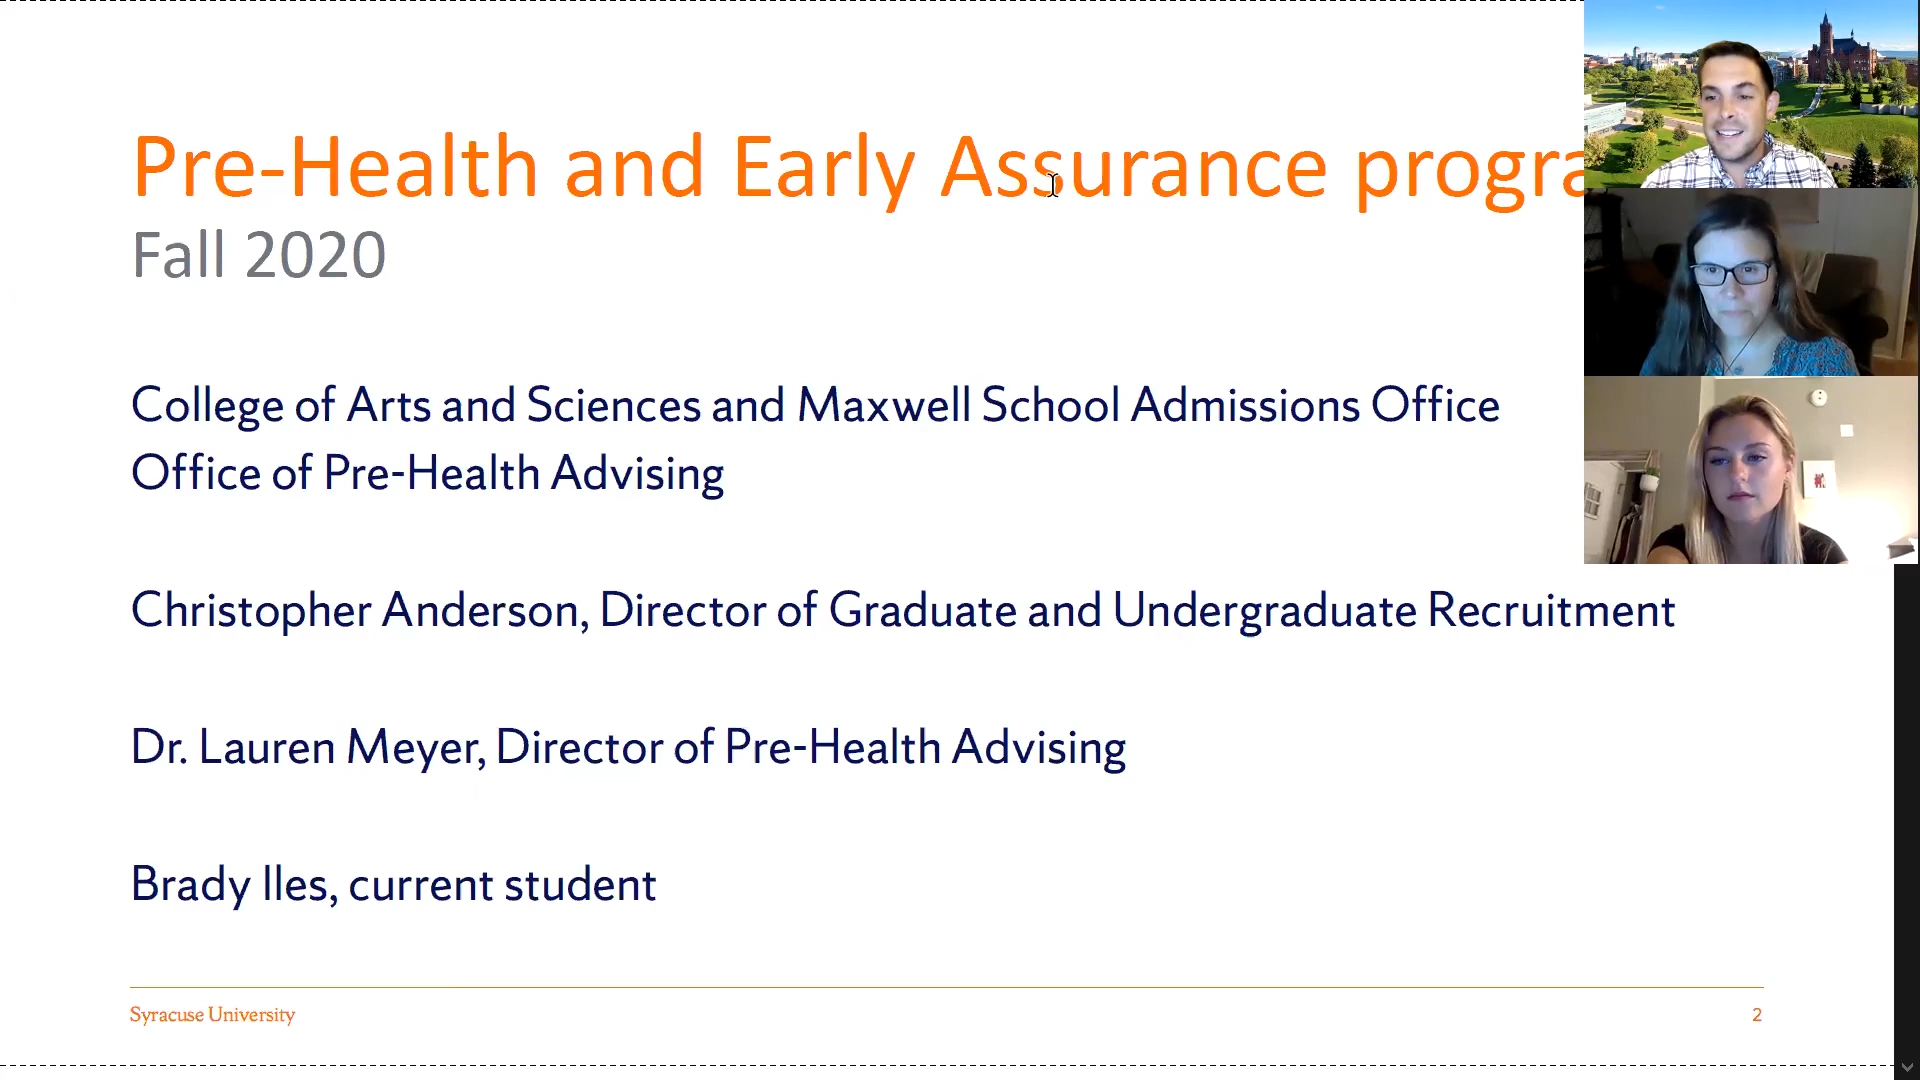 Pre-Health and Early Assurance progra
Fall 2020
College of Arts and Sciences and Maxwell School Admissions Office
Office of Pre-Health Advising
Christopher Anderson, Director of Graduate and Undergraduate Recruitment
Dr. Lauren Meyer, Director of Pre-Health Advising
Brady Iles, current student
Syracuse University
2